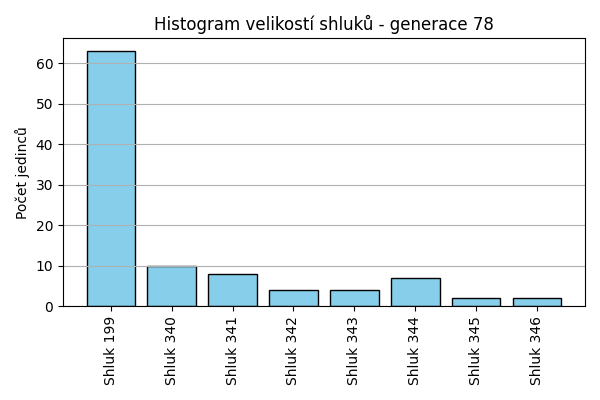 Histogram velikostí shluků - generace 78
Počet jedinců
60
50
40
30
20
10
0
Shluk 199
Shluk 340
Shluk 341
Shluk 342
Shluk 343
Shluk 344
Shluk 345
Shluk 346